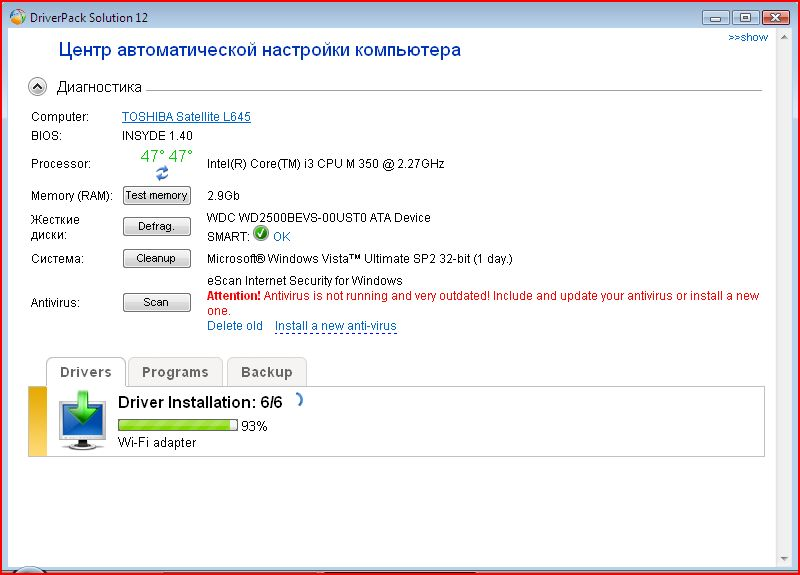 DriverPack Solution 12
>>show
Центр автоматической настройки компьютера
Диагностика
Computer: TOSHIBA Satellite L645
BIOS: INSYDE 1.40
47° 47°
Processor: Intel(R) Core(TM) i3 CPU M 350 @ 2.27GHz
Memory (RAM): Test memory 2.9Gb
Жесткие диски: Defrag. WDC WD2500BEVS-00UST0 ATA Device
SMART: OK
Система: Cleanup Microsoft® Windows Vista™ Ultimate SP2 32-bit (1 day.)
Antivirus: Scan eScan Internet Security for Windows
Attention! Antivirus is not running and very outdated! Include and update your antivirus or install a new
one.
Delete old Install a new anti-virus
Drivers Programs Backup
Driver Installation: 6/6
93%
Wi-Fi adapter